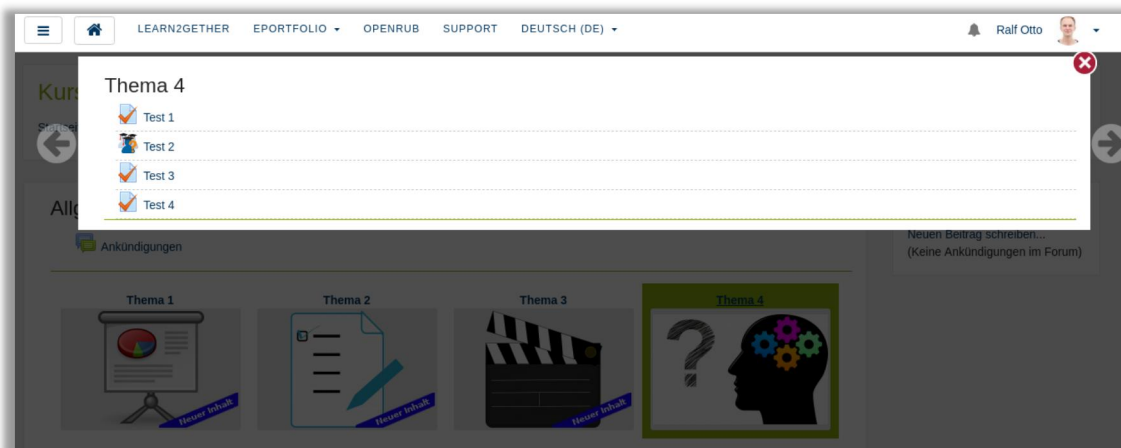 LEARN2GETHER EPORTFOLIO OPENRUB SUPPORT DEUTSCH (DE) Ralf Otto
Thema 4
Test 1
Test 2
Test 3
Test 4
Ankündigungen
Neuen Beitrag schreiben...
(Keine Ankündigungen im Forum)
Thema 1 Thema 2 Thema 3 Thema 4
Neuer Inhalt Neuer Inhalt Neuer Inhalt